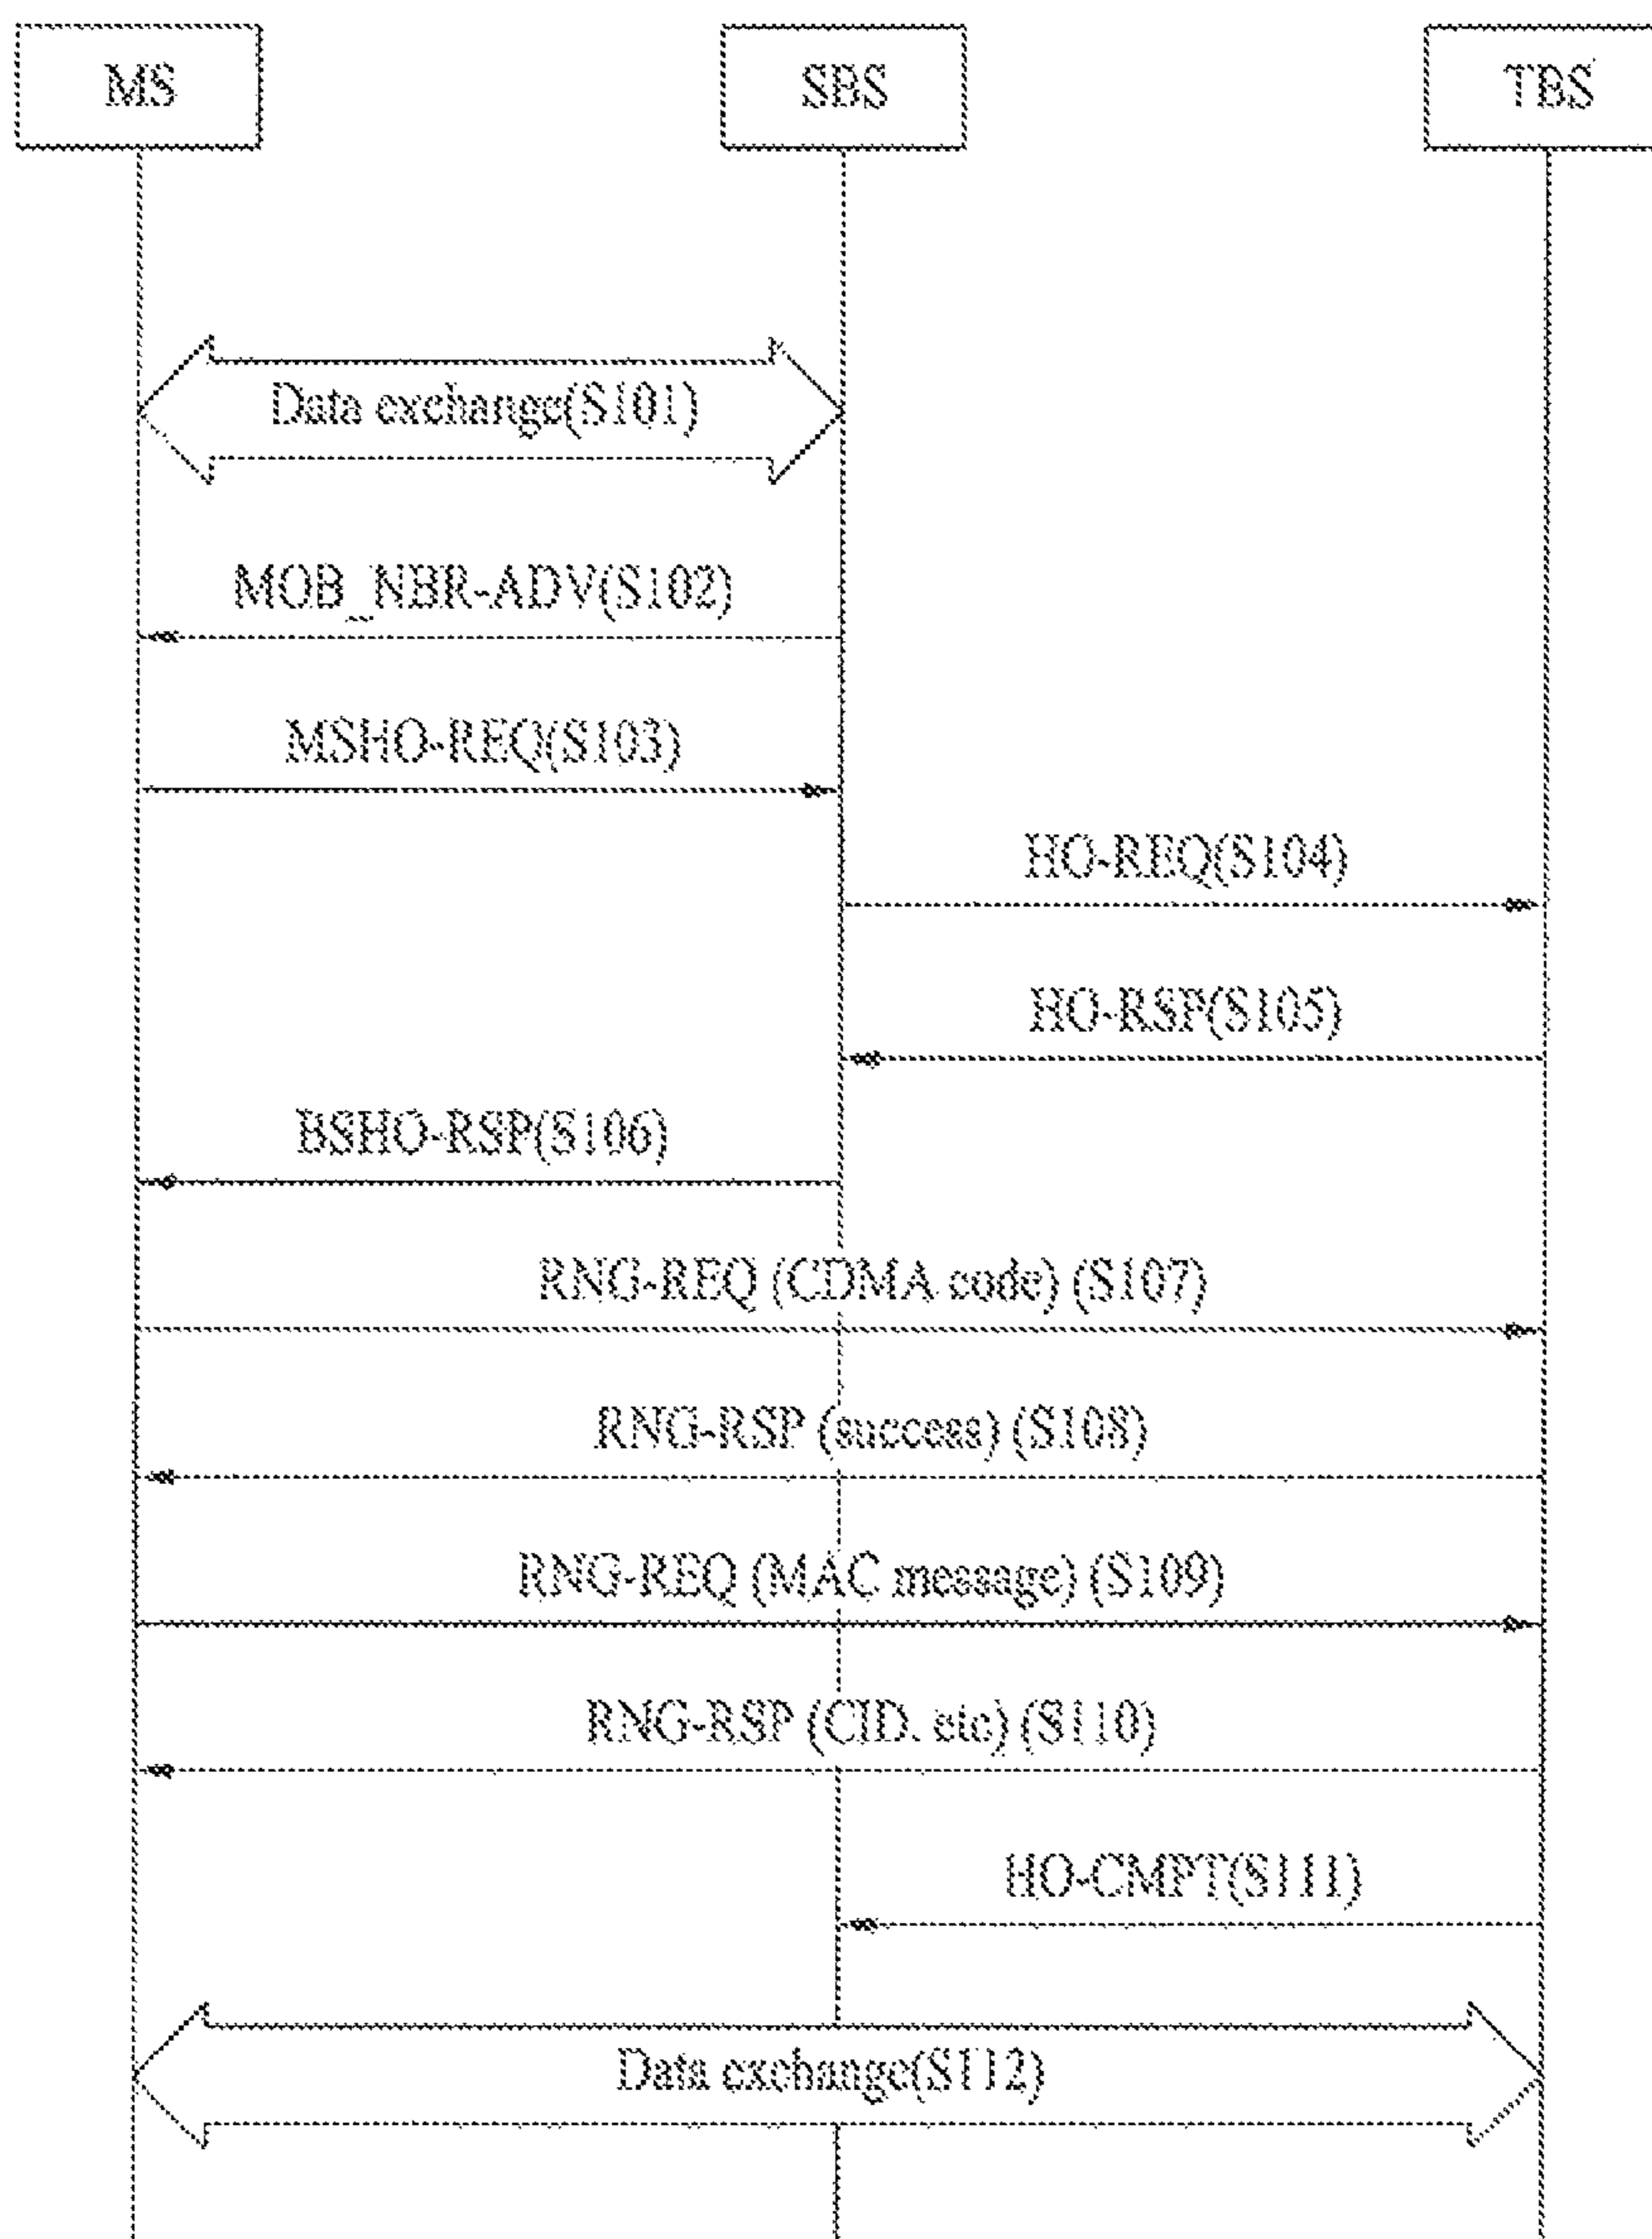 MS
SBS
TBS
Data exchange(S101)
MOB_NBR-ADV(S102)
MSHO-REQ(S103)
HO-REQ(S104)
HO-RSP(S105)
BSHO-RSP(S106)
RNG-REQ (CDMA code) (S107)
RNG-RSP (success) (S108)
RNG-REQ (MAC message) (S109)
RNG-RSP (CID. etc) (S110)
HO-CMPT(S111)
Data exchange(S112)